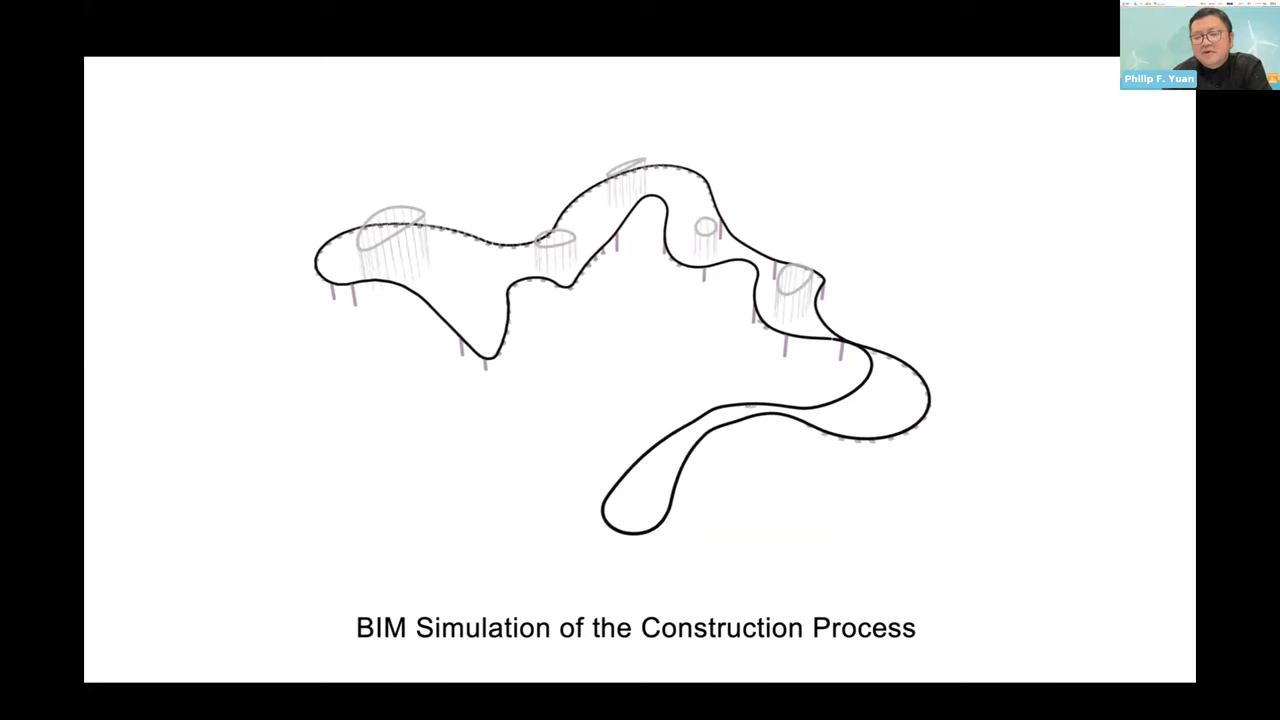 Philip F. Yuan
BIM Simulation of the Construction Process